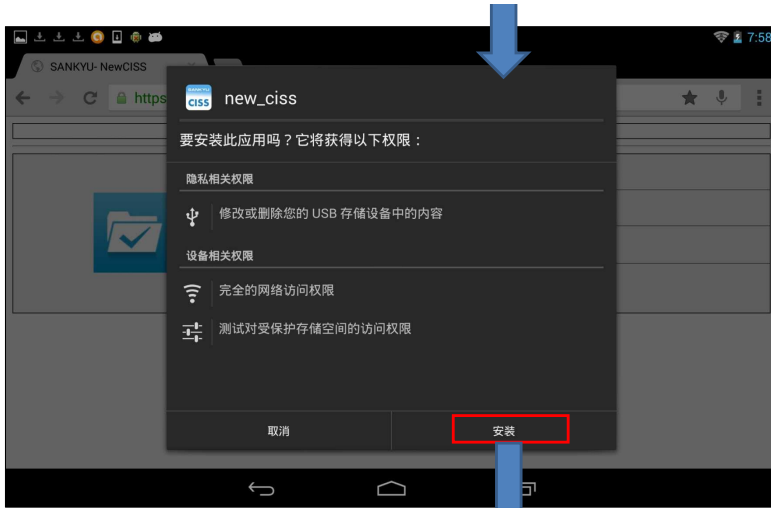 7:58
SANKYU- NewCISS
https
SANKYU
CISS
new_ciss
要安装此应用吗？它将获得以下权限：
隐私相关权限
修改或删除您的 USB 存储设备中的内容
设备相关权限
完全的网络访问权限
测试对受保护存储空间的访问权限
取消
安装